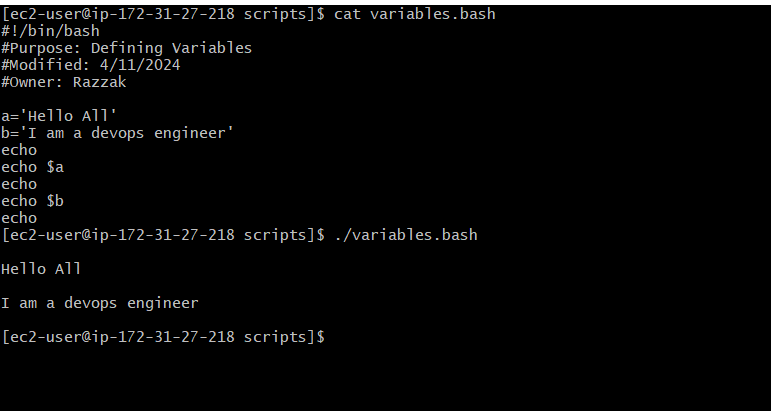 [ec2-user@ip-172-31-27-218 scripts]$ cat variables.bash
#!/bin/bash
#Purpose: Defining Variables
#Modified: 4/11/2024
#Owner: Razzak
a='Hello All'
b='I am a devops engineer'
echo
echo $a
echo
echo $b
echo
[ec2-user@ip-172-31-27-218 scripts]$ ./variables.bash
Hello All
I am a devops engineer
[ec2-user@ip-172-31-27-218 scripts]$